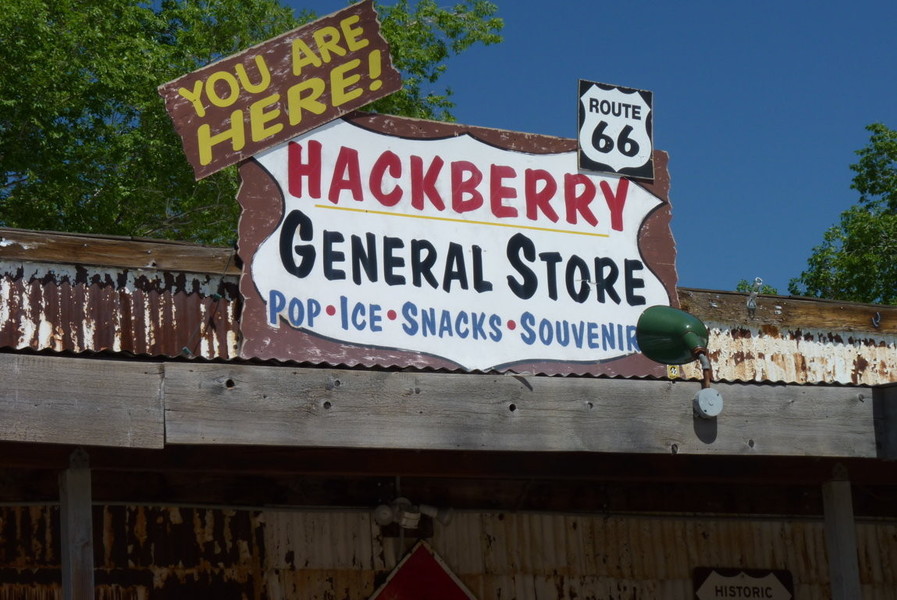 YOU ARE
HERE!
ROUTE
66
HACKBERRY
GENERAL STORE
POP • ICE • SNACKS • SOUVENIR
HISTORIC